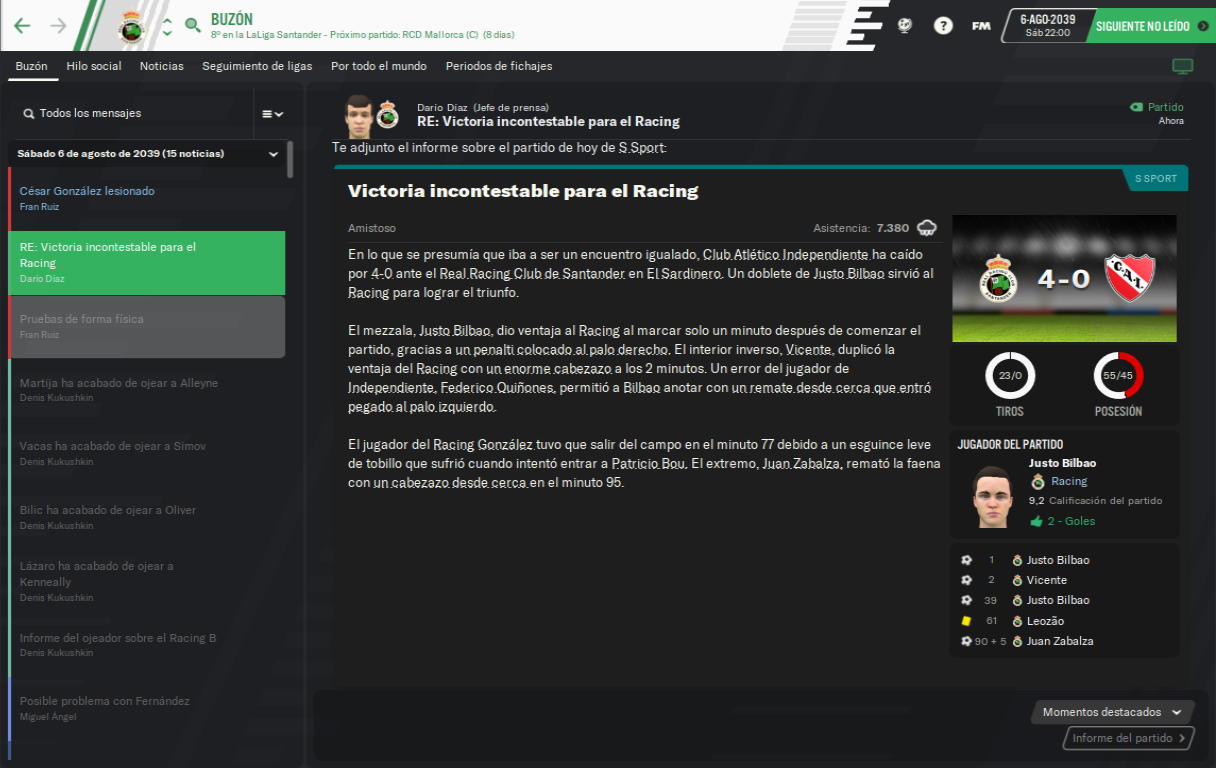 BUZÓN
8º en la LaLiga Santander - Próximo partido: RCD Mallorca (C) (8 días)
?
FM
6-AGO-2039
Sáb 22:00
SIGUIENTE NO LEÍDO
Buzón Hilo social Noticias Seguimiento de ligas Por todo el mundo Periodos de fichajes
Todos los mensajes
Sábado 6 de agosto de 2039 (15 noticias)
César González lesionado
Fran Ruiz
RE: Victoria incontestable para el
Racing
Darío Díaz
Pruebas de forma física
Fran Ruiz
Martija ha acabado de ojear a Alleyne
Denis Kukushkin
Vacas ha acabado de ojear a Simov
Denis Kukushkin
Bilic ha acabado de ojear a Oliver
Denis Kukushkin
Lázaro ha acabado de ojear a
Kenneally
Denis Kukushkin
Informe del ojeador sobre el Racing B
Denis Kukushkin
Posible problema con Fernández
Miguel Ángel
Darío Díaz (Jefe de prensa)
RE: Victoria incontestable para el Racing
Partido
Ahora
Te adjunto el informe sobre el partido de hoy de S Sport:
S SPORT
Victoria incontestable para el Racing
Amistoso
Asistencia: 7.380
En lo que se presumía que iba a ser un encuentro igualado, Club Atlético Independiente ha caído
por 4-0 ante el Real Racing Club de Santander en El Sardinero. Un doblete de Justo Bilbao sirvió al
Racing para lograr el triunfo.
El mezzala, Justo Bilbao, dio ventaja al Racing al marcar solo un minuto después de comenzar el
partido, gracias a un penalti colocado al palo derecho. El interior inverso, Vicente, duplicó la
ventaja del Racing con un enorme cabezazo a los 2 minutos. Un error del jugador de
Independiente, Federico Quiñones, permitió a Bilbao anotar con un remate desde cerca que entró
pegado al palo izquierdo.
El jugador del Racing González tuvo que salir del campo en el minuto 77 debido a un esguince leve
de tobillo que sufrió cuando intentó entrar a Patricio Bou. El extremo, Juan Zabalza, remató la faena
con un cabezazo desde cerca en el minuto 95.
4-0
C.A.I.
23/0
55/45
TIROS
POSESIÓN
JUGADOR DEL PARTIDO
Justo Bilbao
Racing
9,2 Calificación del partido
2 - Goles
1 Justo Bilbao
2 Vicente
39 Justo Bilbao
61 Leozão
90 + 5 Juan Zabalza
Momentos destacados
Informe del partido